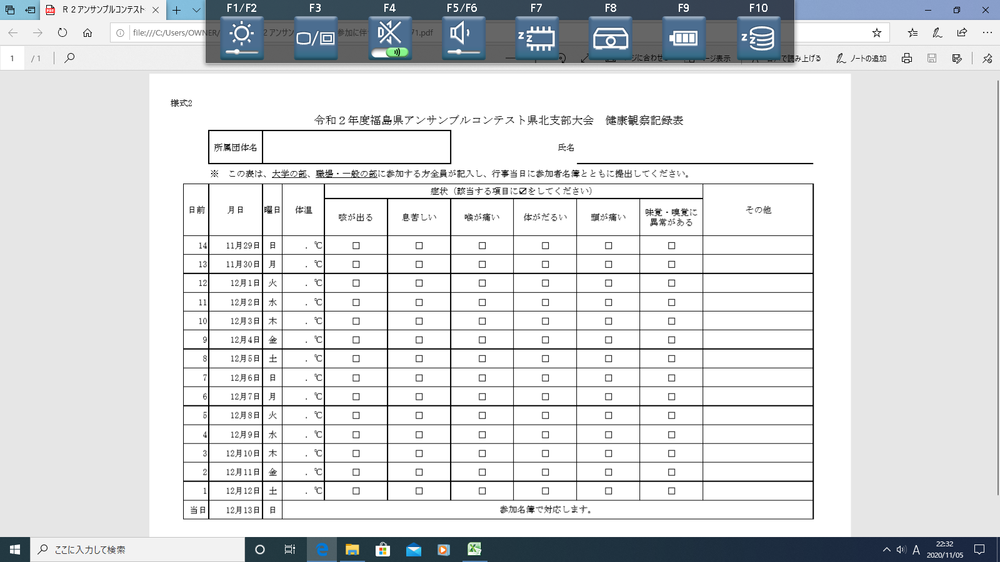 R２アンサンブルコンテスト
F1/F2 F3 F4 F5/F6 F7 F8 F9 F10
file:///C:/Users/OWNER/ 2 アンサン 参加に伴 71.pdf
1 / 1 ジに合わせ ページ表示 で読み上げる ノートの追加
様式2
令和２年度福島県アンサンブルコンテスト県北支部大会　健康観察記録表
所属団体名 氏名
※　この表は、大学の部、職場・一般の部に参加する方全員が記入し、行事当日に参加者名簿とともに提出してください。
日前 月日 曜日 体温 症状（該当する項目に☑をしてください） その他
咳が出る 息苦しい 喉が痛い 体がだるい 頭が痛い 味覚・嗅覚に
異常がある
14 11月29日 日 . ℃ □ □ □ □ □ □
13 11月30日 月 . ℃ □ □ □ □ □ □
12 12月1日 火 . ℃ □ □ □ □ □ □
11 12月2日 水 . ℃ □ □ □ □ □ □
10 12月3日 木 . ℃ □ □ □ □ □ □
9 12月4日 金 . ℃ □ □ □ □ □ □
8 12月5日 土 . ℃ □ □ □ □ □ □
7 12月6日 日 . ℃ □ □ □ □ □ □
6 12月7日 月 . ℃ □ □ □ □ □ □
5 12月8日 火 . ℃ □ □ □ □ □ □
4 12月9日 水 . ℃ □ □ □ □ □ □
3 12月10日 木 . ℃ □ □ □ □ □ □
2 12月11日 金 . ℃ □ □ □ □ □ □
1 12月12日 土 . ℃ □ □ □ □ □ □
当日 12月13日 日 参加名簿で対応します。
ここに入力して検索
A 22:32
2020/11/05